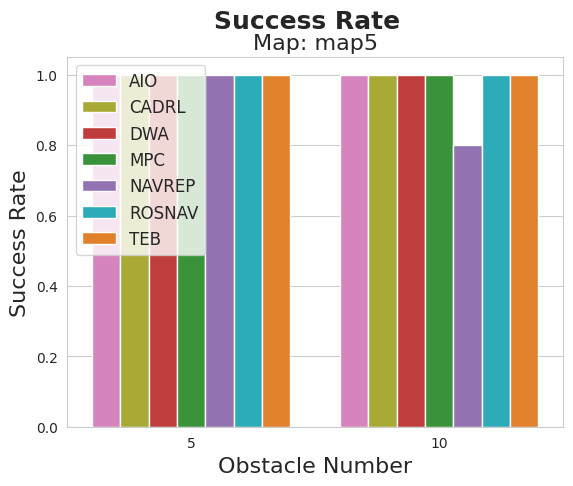 Success Rate
Map: map5
1.0
0.8
0.6
0.4
0.2
0.0
Success Rate
AIO
CADRL
DWA
MPC
NAVREP
ROSNAV
TEB
5
10
Obstacle Number